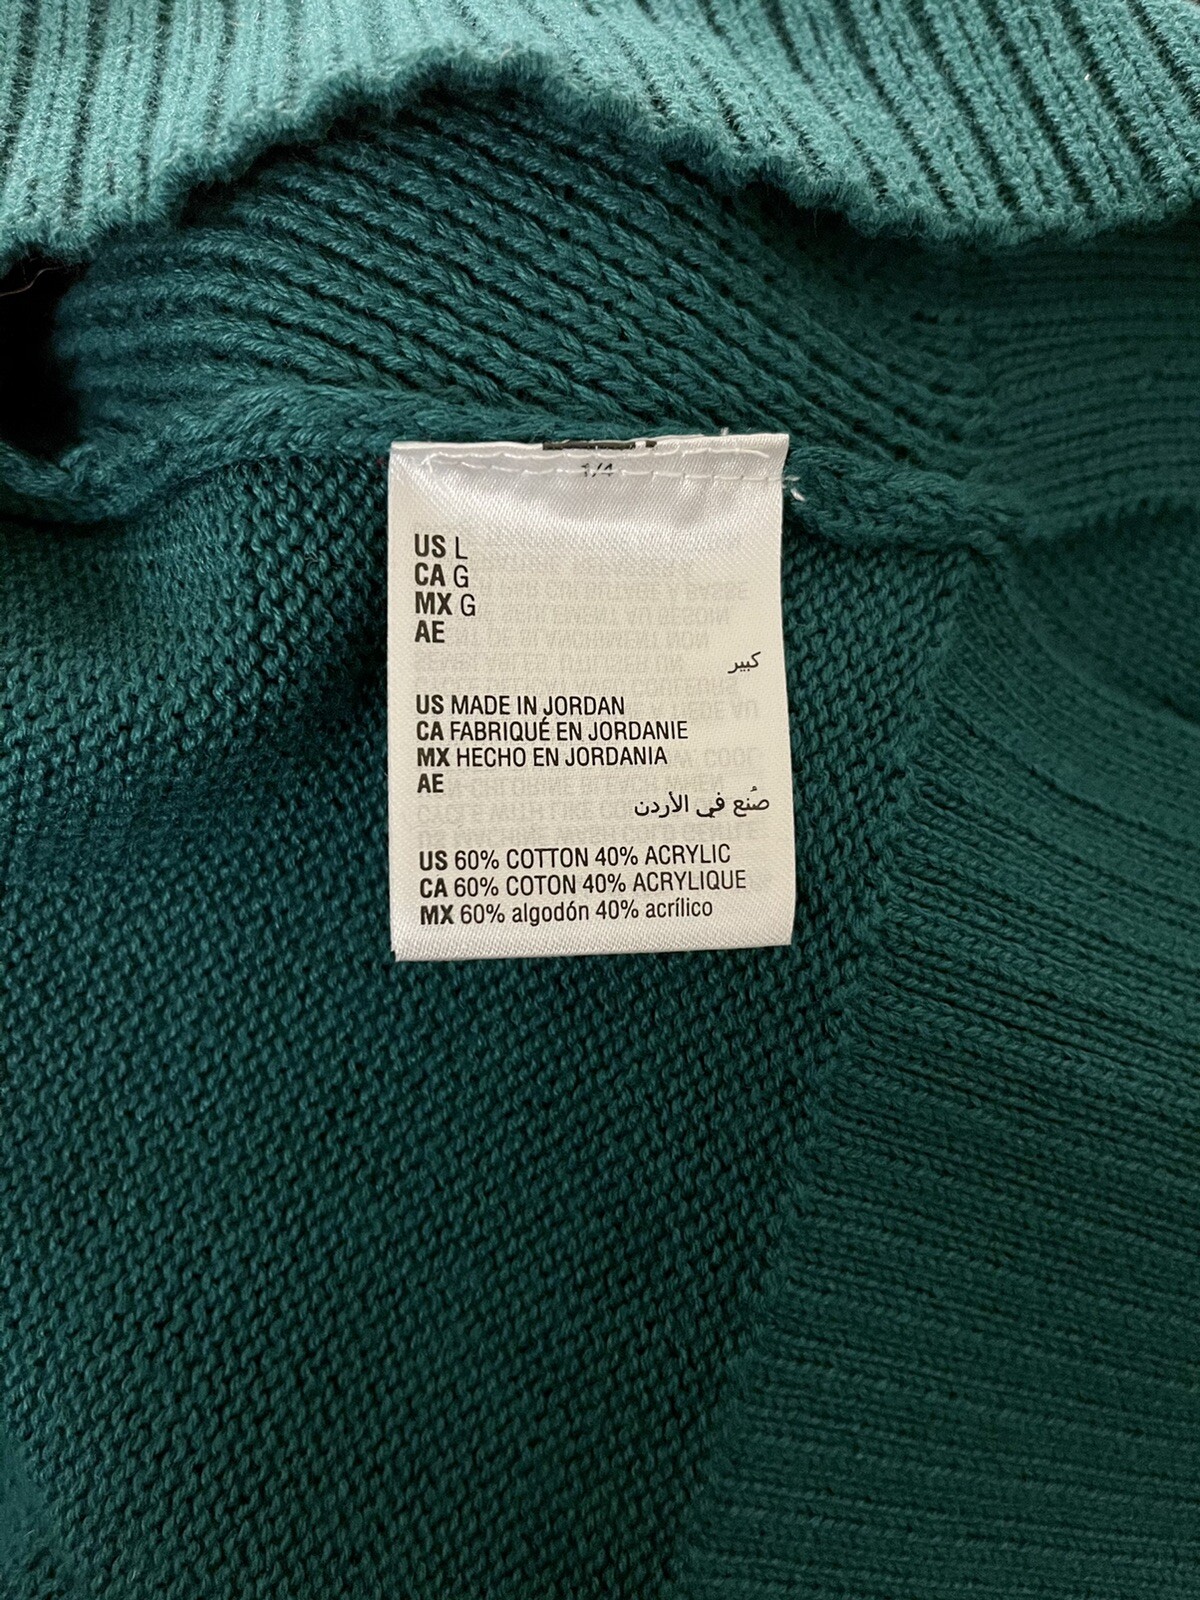 1/4
US L
CA G
MX G
AE
كبير
US MADE IN JORDAN
CA FABRIQUÉ EN JORDANIE
MX HECHO EN JORDANIA
AE
صُنع في الأردن
US 60% COTTON 40% ACRYLIC
CA 60% COTON 40% ACRYLIQUE
MX 60% algodón 40% acrílico